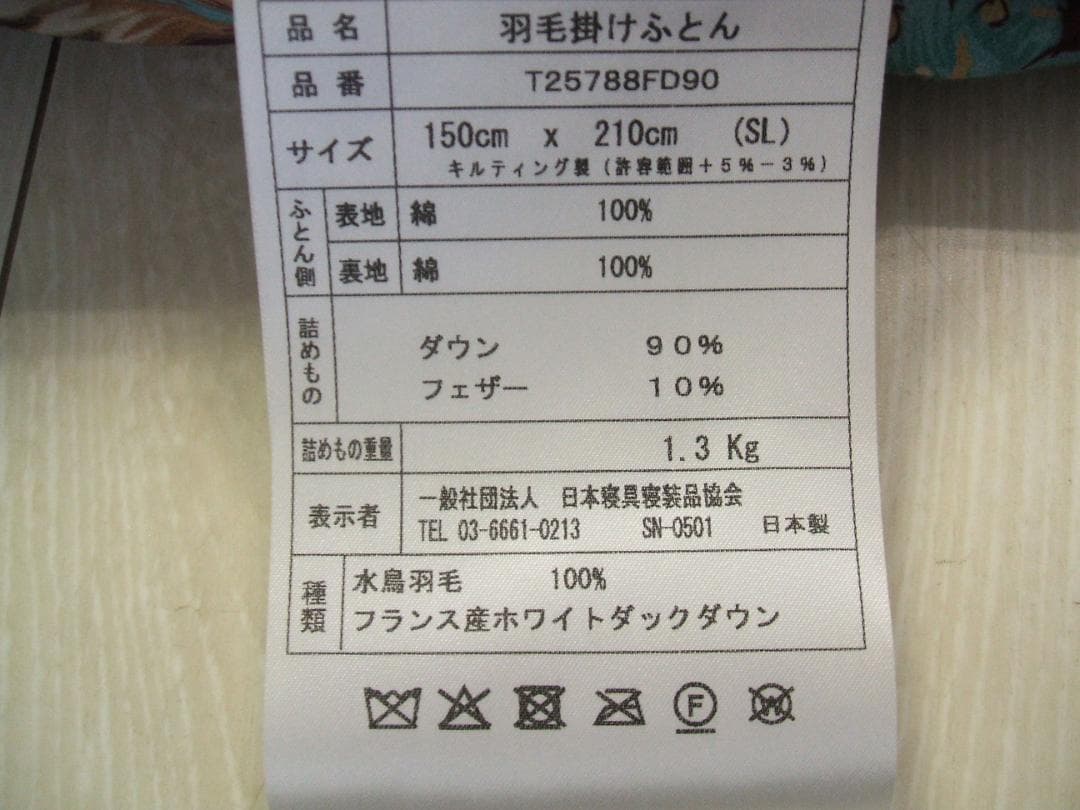 品名 羽毛掛けふとん
品番 T25788FD90
サイズ 150cm x 210cm (SL)
キルティング製(許容範囲+5%-3%)
ふとん側 表地 綿 100%
裏地 綿 100%
詰めもの ダウン 90%
フェザー 10%
詰めもの重量 1.3 Kg
表示者 一般社団法人 日本寝具寝装品協会
TEL 03-6661-0213 SN-0501 日本製
種類 水鳥羽毛 100%
フランス産ホワイトダックダウン
F W